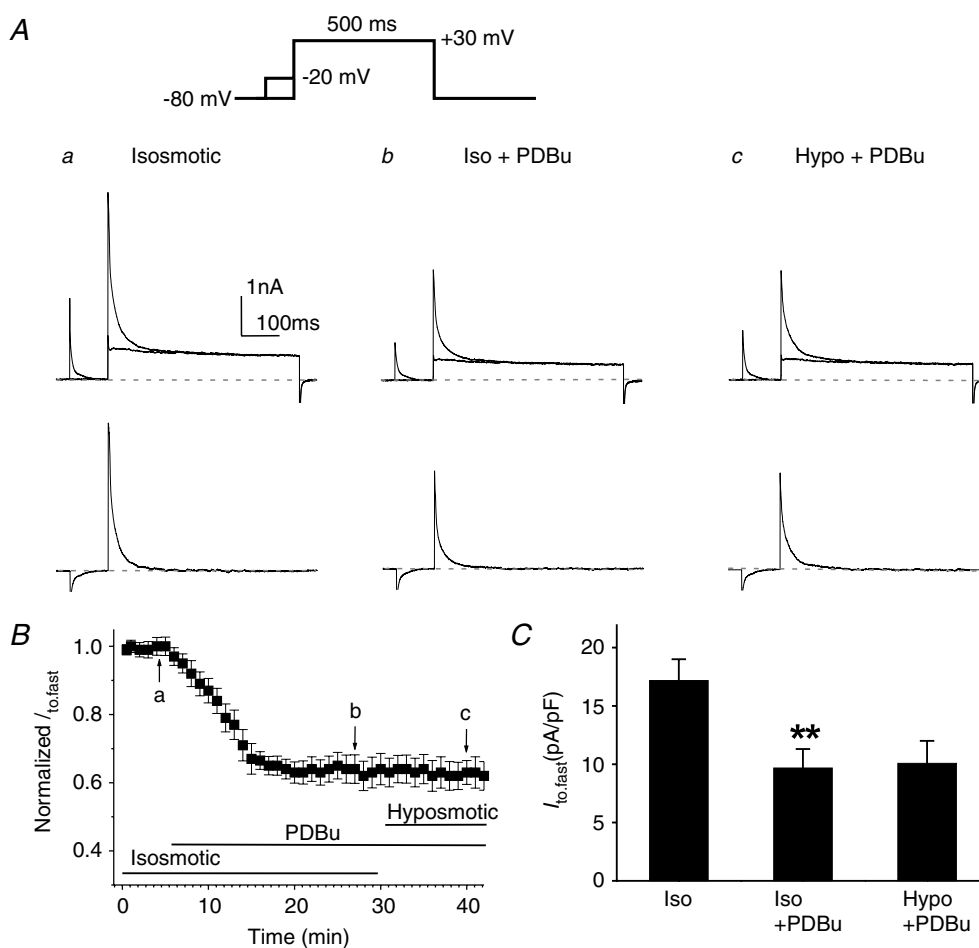 A
500 ms
+30 mV
-20 mV
-80 mV
a Isosmotic
b Iso + PDBu
c Hypo + PDBu
1nA
100ms
B
Normalized Ito.fast
1.0
0.8
0.6
0.4
a
b
c
Hyposmotic
PDBu
Isosmotic
0 10 20 30 40
Time (min)
C
Ito.fast(pA/pF)
20
15
10
5
0
**
Iso
Iso +PDBu
Hypo +PDBu